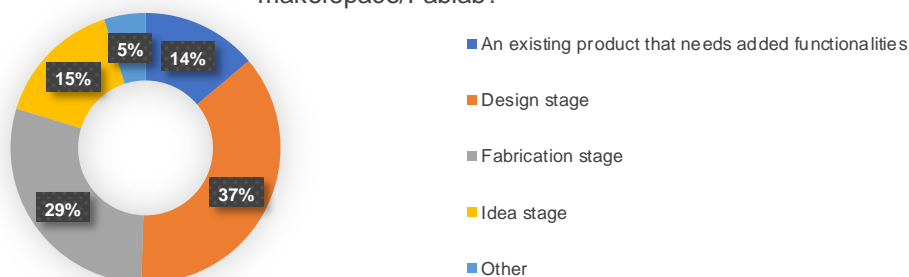 makerspace/Fablab?
5%
14%
15%
37%
29%
An existing product that needs added functionalities
Design stage
Fabrication stage
Idea stage
Other